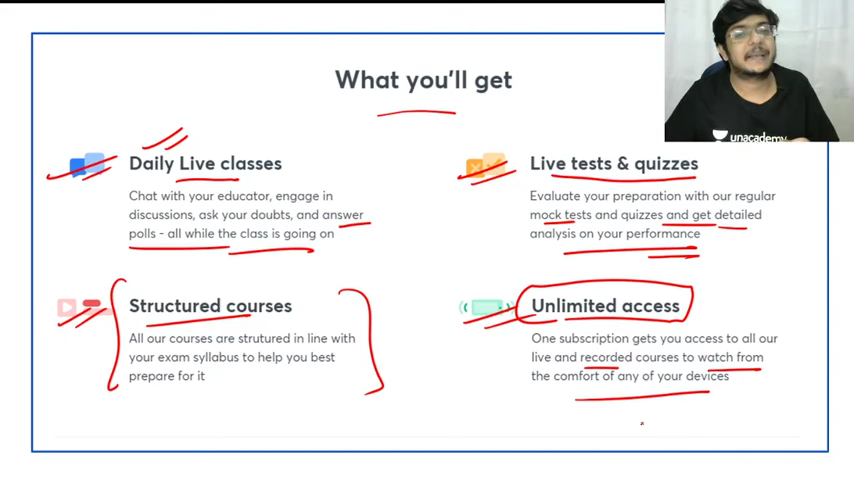 What you'll get
unacademy
Daily Live classes
Chat with your educator, engage in
discussions, ask your doubts, and answer
polls - all while the class is going on
Live tests & quizzes
Evaluate your preparation with our regular
mock tests and quizzes and get detailed
analysis on your performance
Structured courses
All our courses are strutured in line with
your exam syllabus to help you best
prepare for it
Unlimited access
One subscription gets you access to all our
live and recorded courses to watch from
the comfort of any of your devices